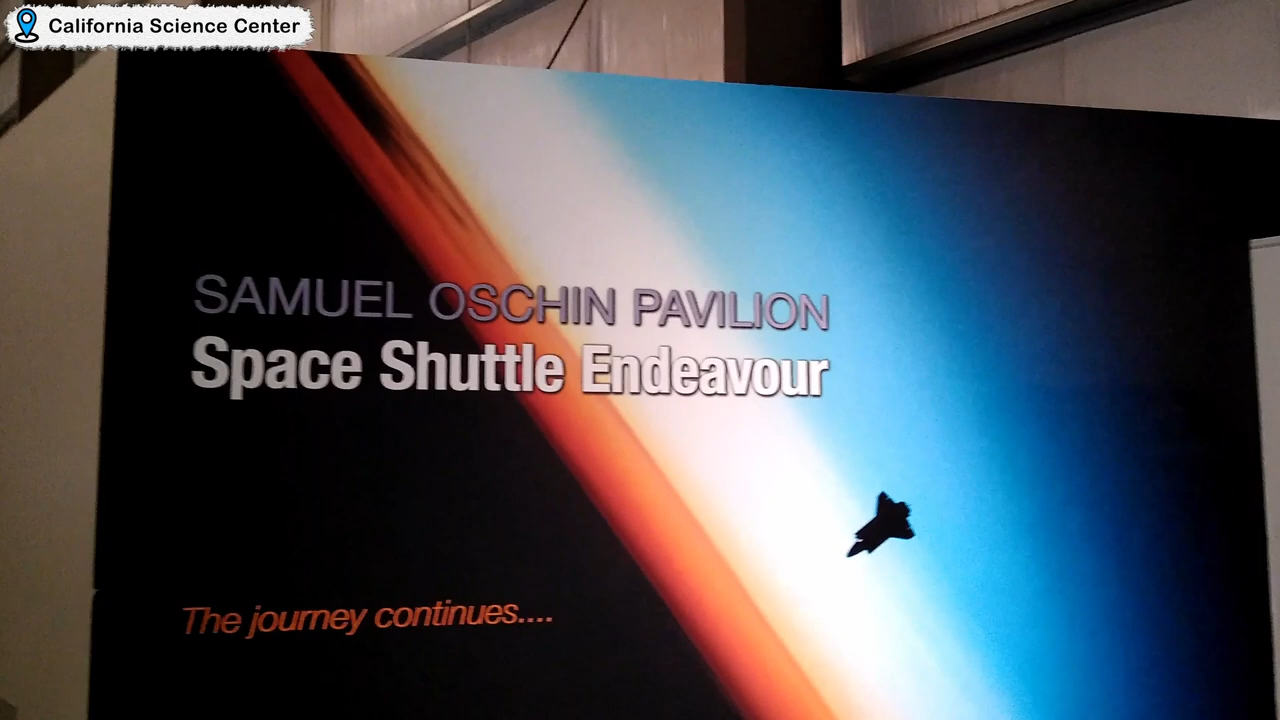 California Science Center
SAMUEL OSCHIN PAVILION
Space Shuttle Endeavour
The journey continues....